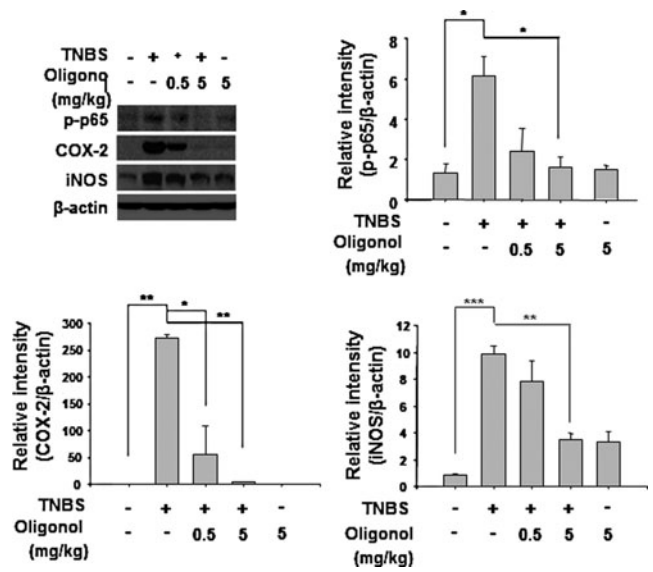 TNBS - + + + -
Oligono - - 0.5 5 5
(mg/kg)
p-p65
COX-2
iNOS
β-actin
Relative intensity
(p-p65/β-actin)
8
6
4
2
0
*
*
TNBS - + + + -
Oligonol - - 0.5 5 5
(mg/kg)
Relative intensity
(COX-2/β-actin)
300
250
200
150
100
50
0
**
*
**
TNBS - + + + -
Oligonol - - 0.5 5 5
(mg/kg)
Relative intensity
(iNOS/β-actin)
12
10
8
6
4
2
0
***
**
TNBS - + + + -
Oligonol - - 0.5 5 5
(mg/kg)